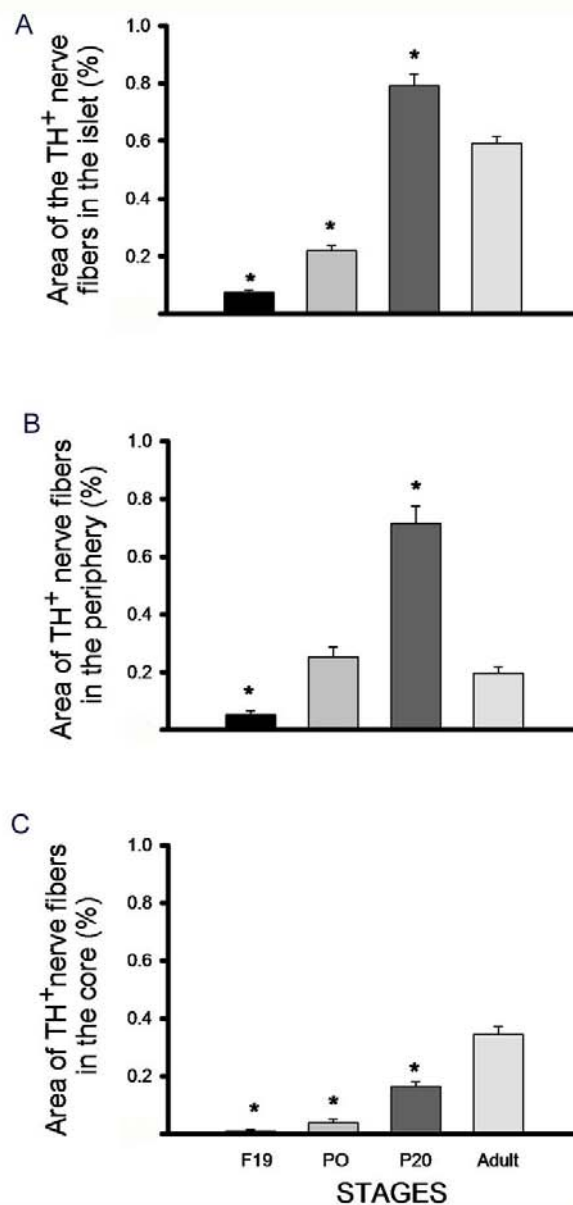 A
Area of the TH+ nerve
fibers in the islet (%)
1.0
0.8
0.6
0.4
0.2
*
*
*
B
Area of TH+ nerve fibers
in the periphery (%)
1.0
0.8
0.6
0.4
0.2
*
*
C
Area of TH+nerve fibers
in the core (%)
1.0
0.8
0.6
0.4
0.2
*
*
*
F19 PO P20 Adult
STAGES